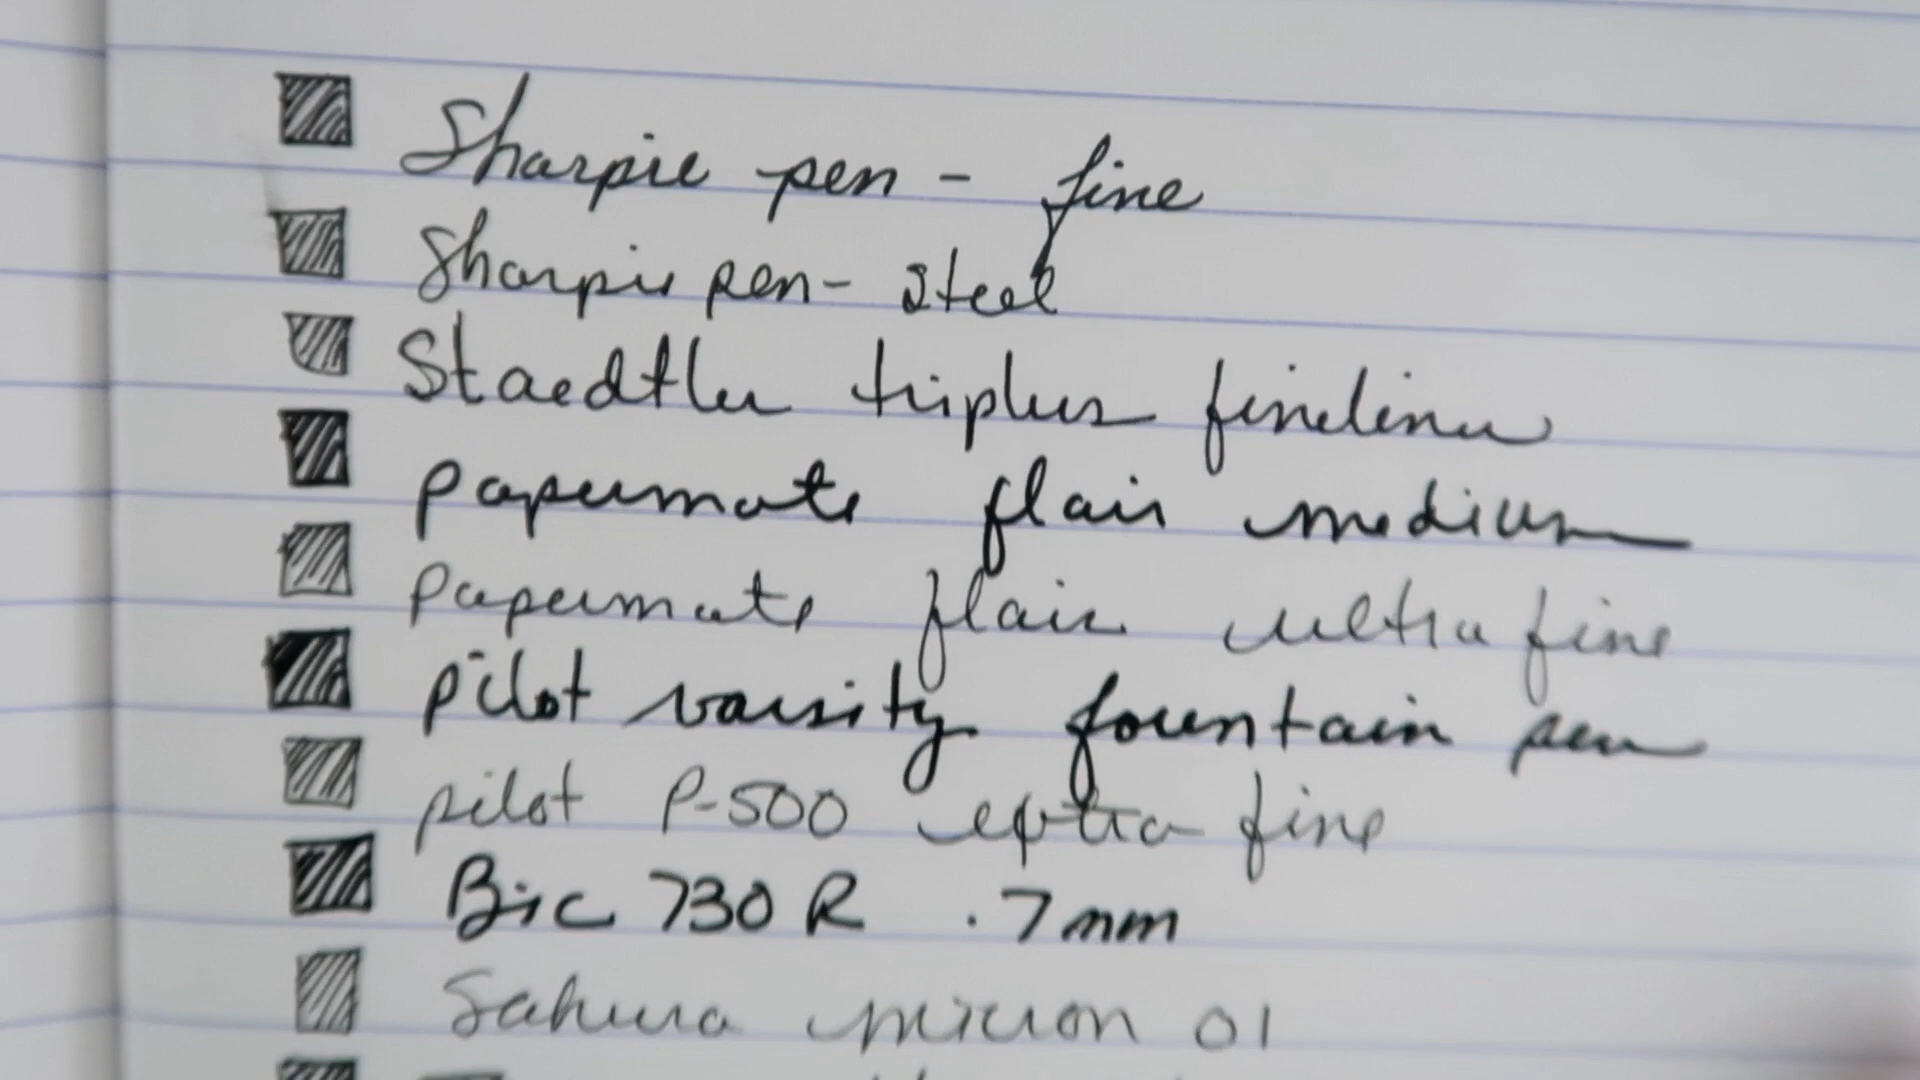 Sharpie pen - fine
Sharpie pen - steel
Staedtler triplus fineliner
papermate flair medium
papermate flair ultra fine
pilot varsity fountain pen
pilot P-500 extra fine
Bic 730 R .7mm
Sakura micron 01